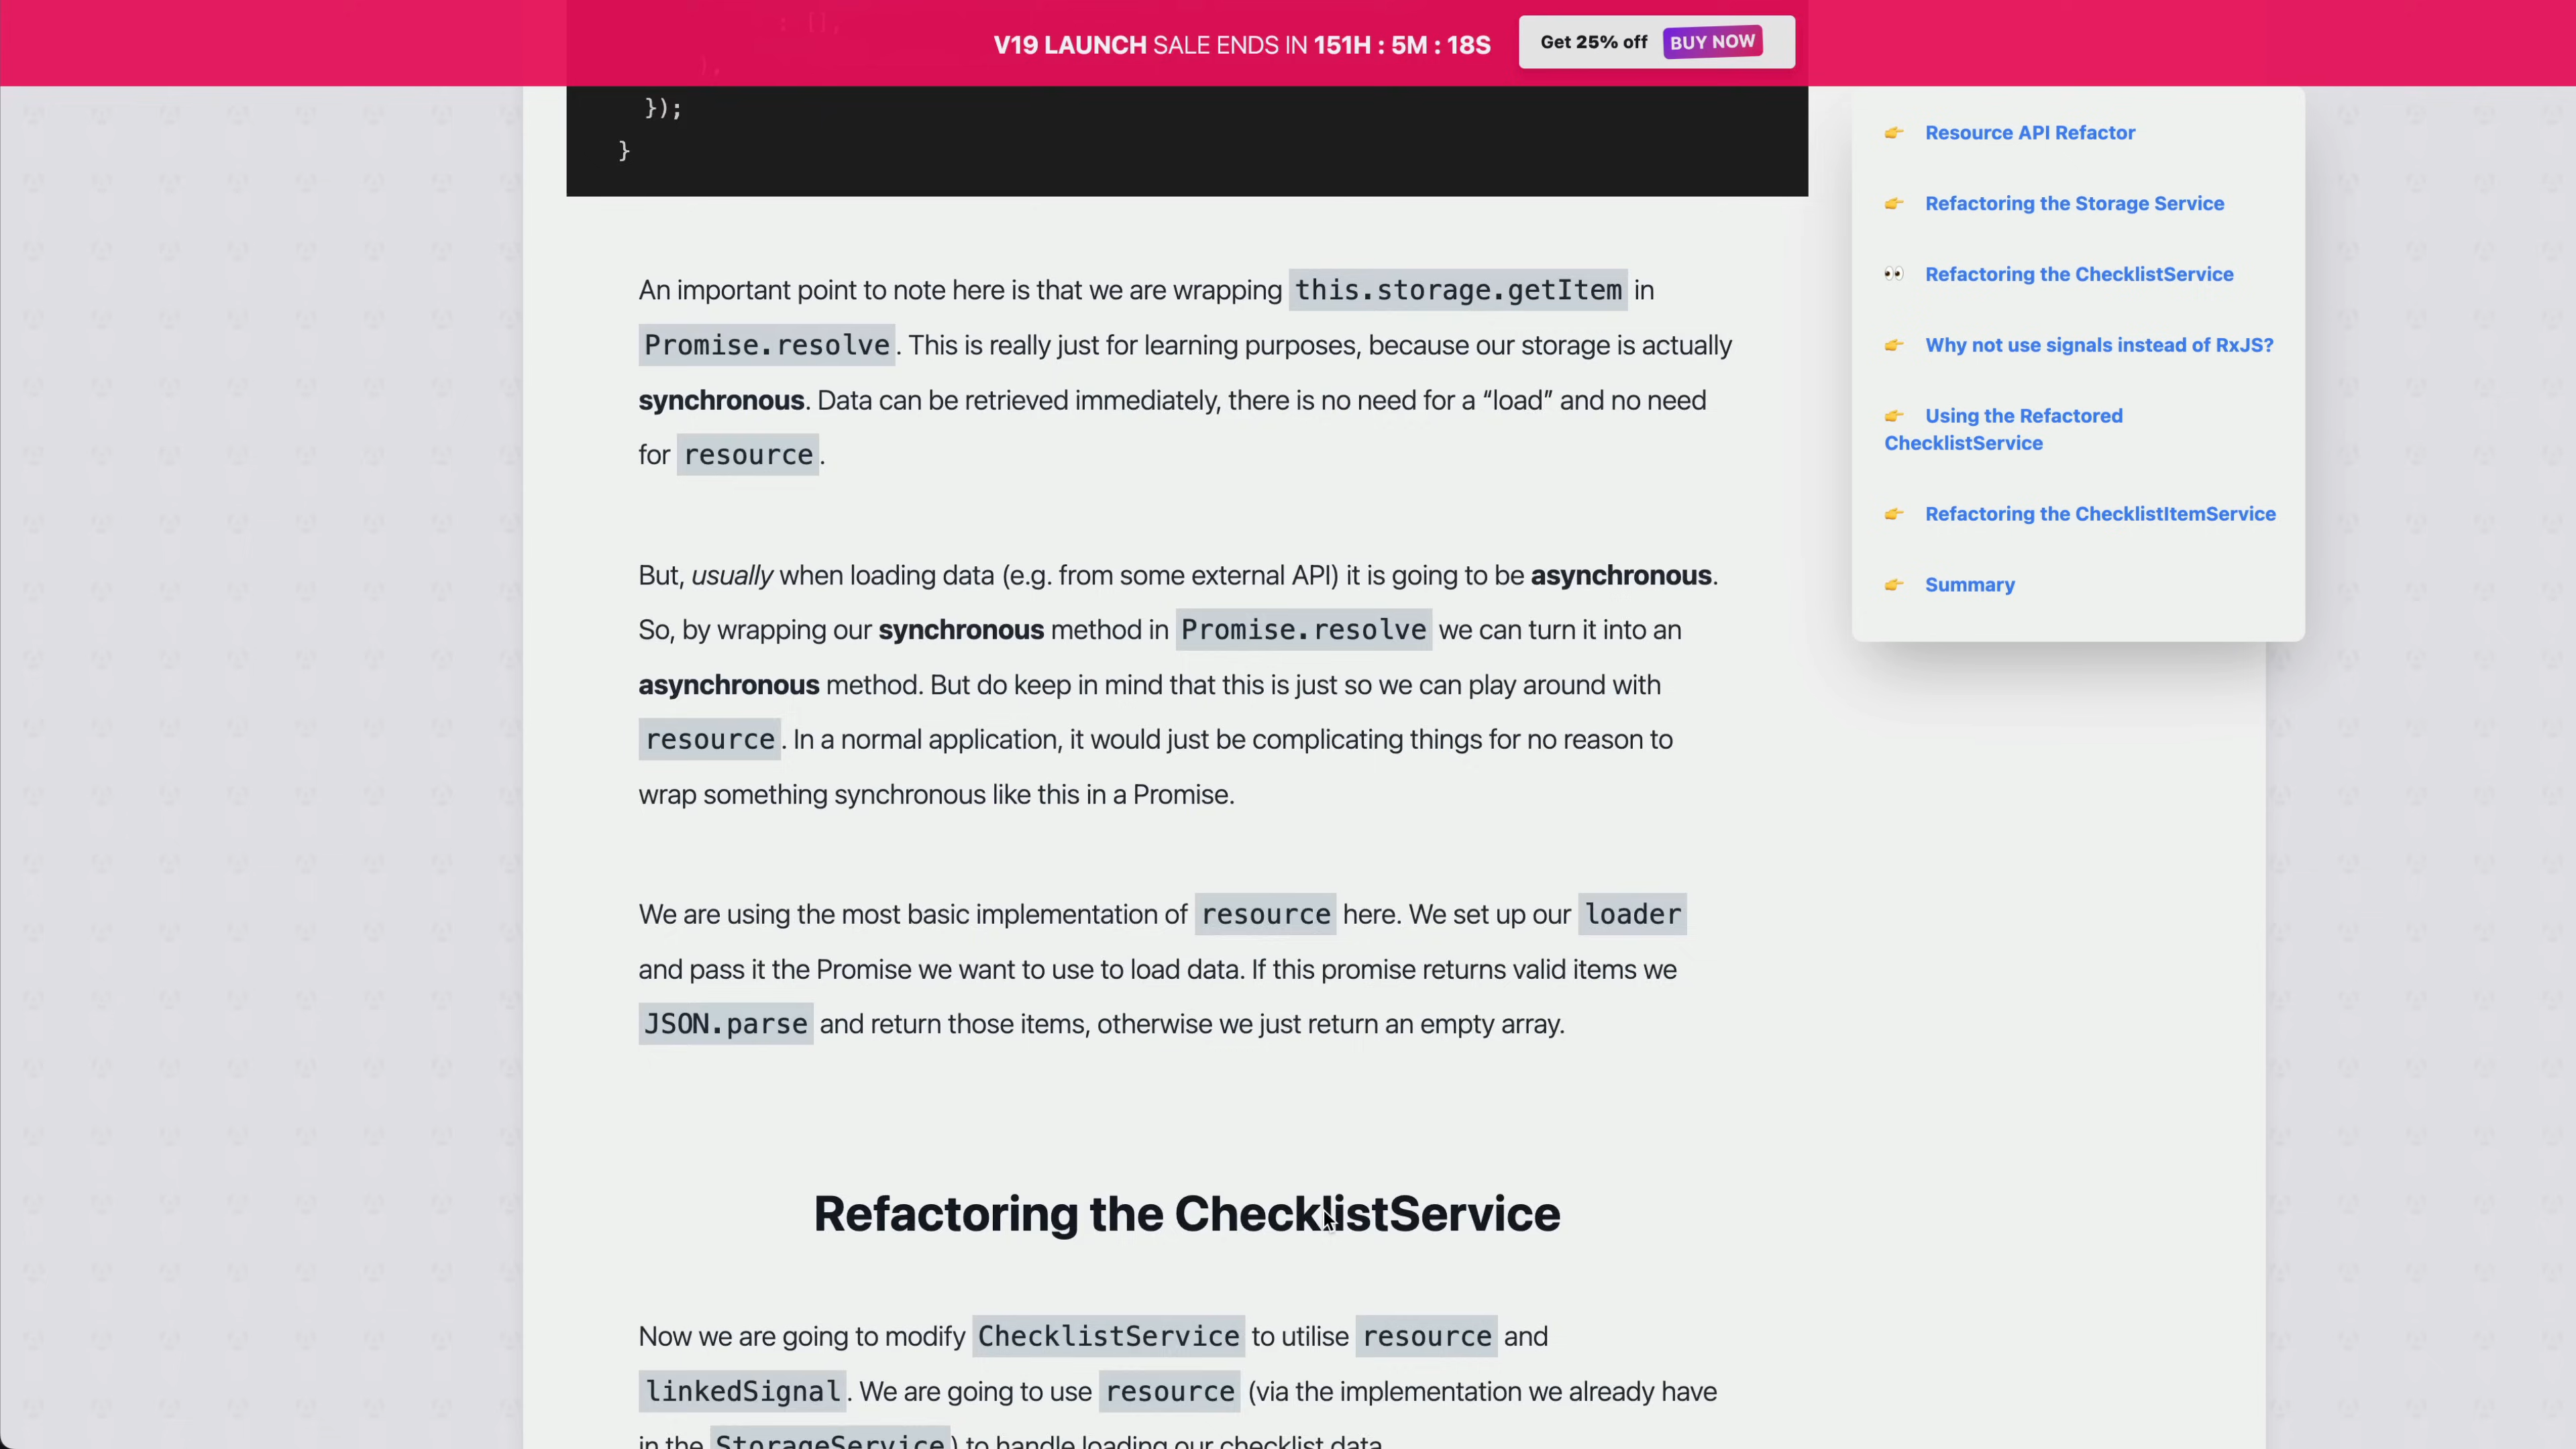 : [],
),
V19 LAUNCH SALE ENDS IN 151H : 5M : 18S
Get 25% off BUY NOW
});
}
An important point to note here is that we are wrapping this.storage.getItem in
Promise.resolve. This is really just for learning purposes, because our storage is actually
synchronous. Data can be retrieved immediately, there is no need for a “load” and no need
for resource.
But, usually when loading data (e.g. from some external API) it is going to be asynchronous.
So, by wrapping our synchronous method in Promise.resolve we can turn it into an
asynchronous method. But do keep in mind that this is just so we can play around with
resource. In a normal application, it would just be complicating things for no reason to
wrap something synchronous like this in a Promise.
We are using the most basic implementation of resource here. We set up our loader
and pass it the Promise we want to use to load data. If this promise returns valid items we
JSON.parse and return those items, otherwise we just return an empty array.
Refactoring the ChecklistService
Now we are going to modify ChecklistService to utilise resource and
linkedSignal. We are going to use resource (via the implementation we already have
in the StorageService) to handle loading our checklist data.
👉 Resource API Refactor
👉 Refactoring the Storage Service
👀 Refactoring the ChecklistService
👉 Why not use signals instead of RxJS?
👉 Using the Refactored
ChecklistService
👉 Refactoring the ChecklistItemService
👉 Summary